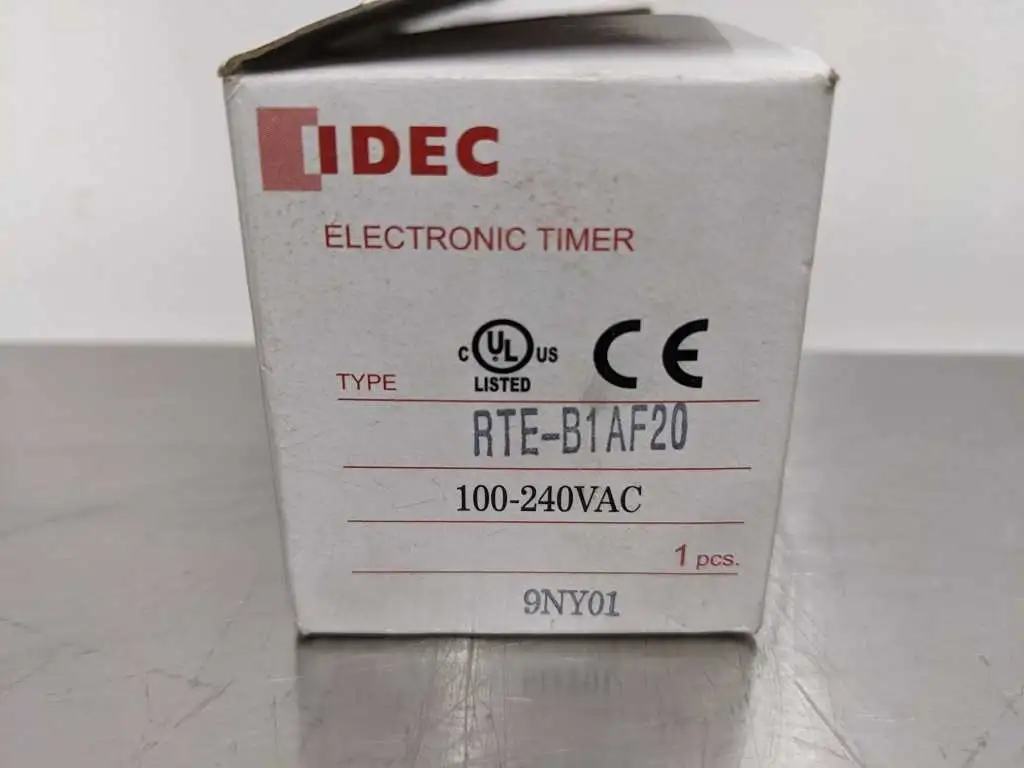 IDEC
ELECTRONIC TIMER
C UL US
LISTED
CE
TYPE
RTE-B1AF20
100-240VAC
1 pcs.
9NY01